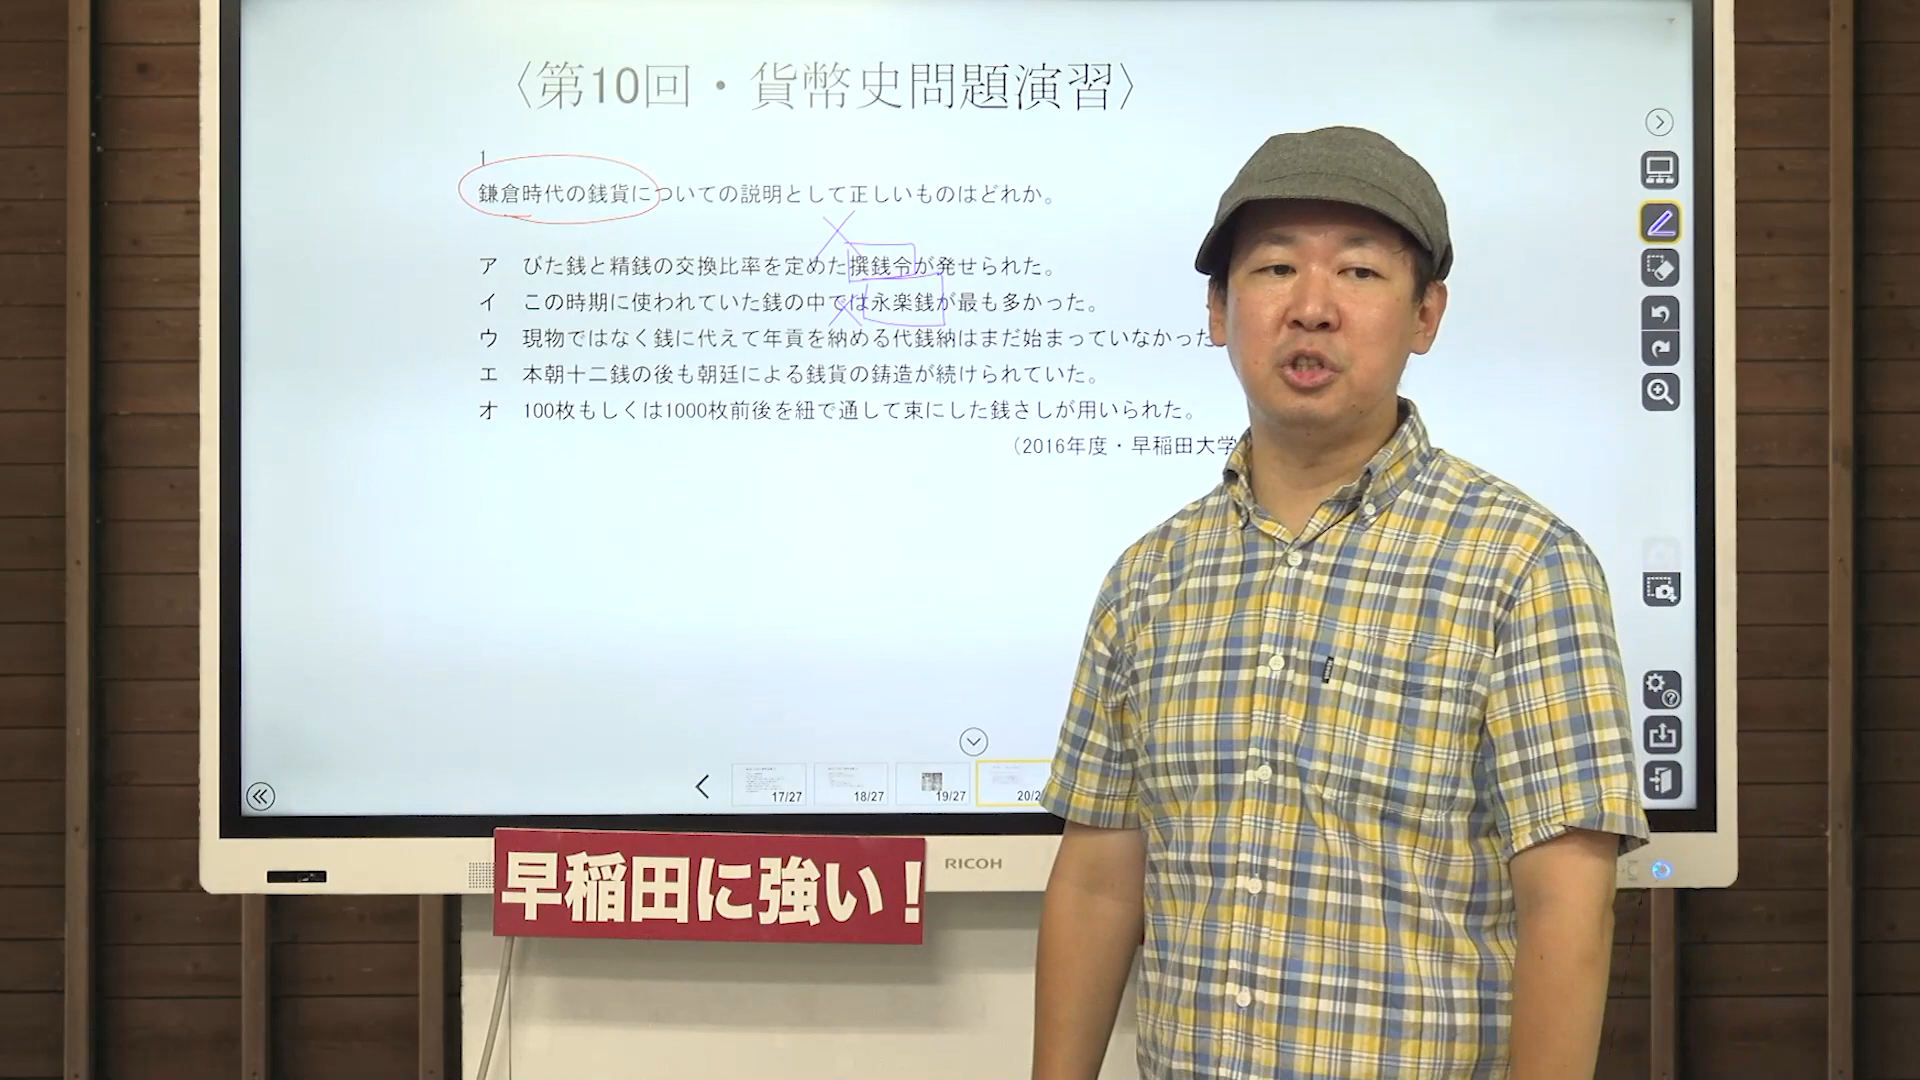 〈第10回・貨幣史問題演習〉
1
鎌倉時代の銭貨についての説明として正しいものはどれか。
ア びた銭と精銭の交換比率を定めた撰銭令が発せられた。
イ この時期に使われていた銭の中では永楽銭が最も多かった。
ウ 現物ではなく銭に代えて年貢を納める代銭納はまだ始まっていなかった
エ 本朝十二銭の後も朝廷による銭貨の鋳造が続けられていた。
オ 100枚もしくは1000枚前後を紐で通して束にした銭さしが用いられた。
（2016年度・早稲田大学
17/27
18/27
19/27
20/2
RICOH
早稲田に強い！